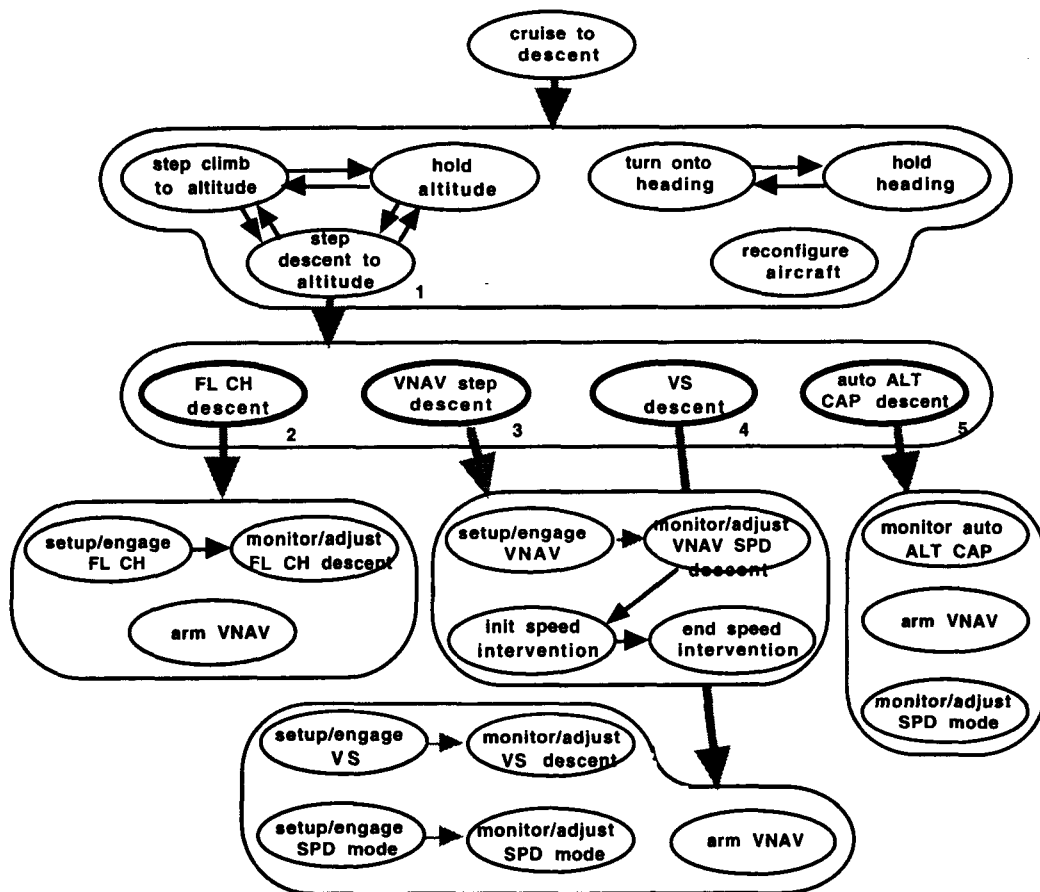 cruise to
descent
step climb
to altitude
hold
altitude
turn onto
heading
hold
heading
step
descent to
altitude
1
reconfigure
aircraft
FL CH
descent
2
VNAV step
descent
3
VS
descent
4
auto ALT
CAP descent
5
setup/engage
FL CH
monitor/adjust
FL CH descent
arm VNAV
setup/engage
VNAV
monitor/adjust
VNAV SPD
descent
init speed
intervention
end speed
intervention
monitor auto
ALT CAP
arm VNAV
monitor/adjust
SPD mode
setup/engage
VS
monitor/adjust
VS descent
setup/engage
SPD mode
monitor/adjust
SPD mode
arm VNAV